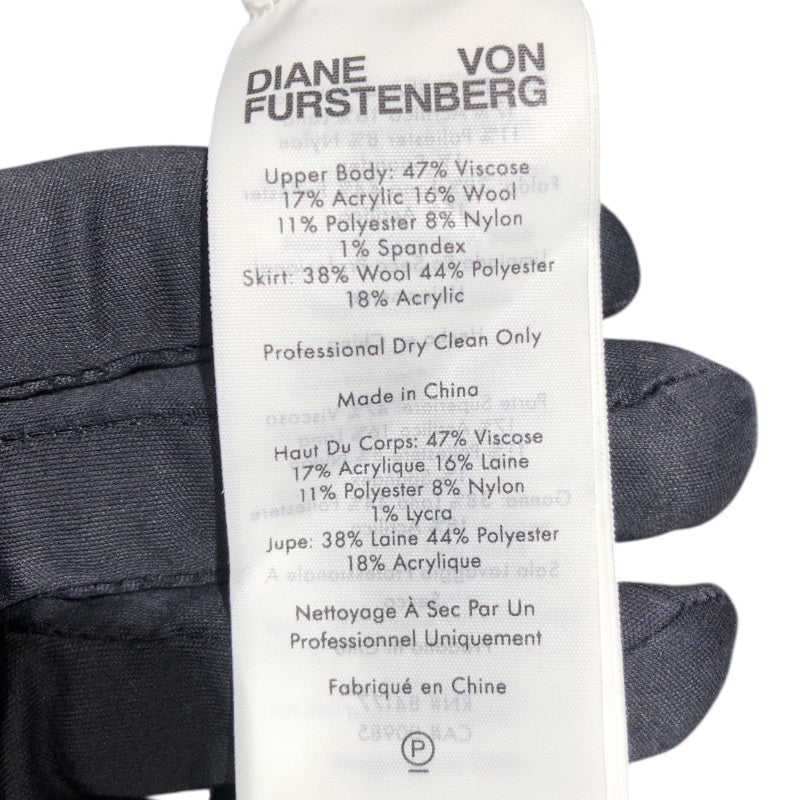 DIANE VON
FURSTENBERG
Upper Body: 47% Viscose
17% Acrylic 16% Wool
11% Polyester 8% Nylon
1% Spandex
Skirt: 38% Wool 44% Polyester
18% Acrylic
Professional Dry Clean Only
Made in China
Haut Du Corps: 47% Viscose
17% Acrylique 16% Laine
11% Polyester 8% Nylon
1% Lycra
Jupe: 38% Laine 44% Polyester
18% Acrylique
Nettoyage À Sec Par Un
Professionnel Uniquement
Fabriqué en Chine
P